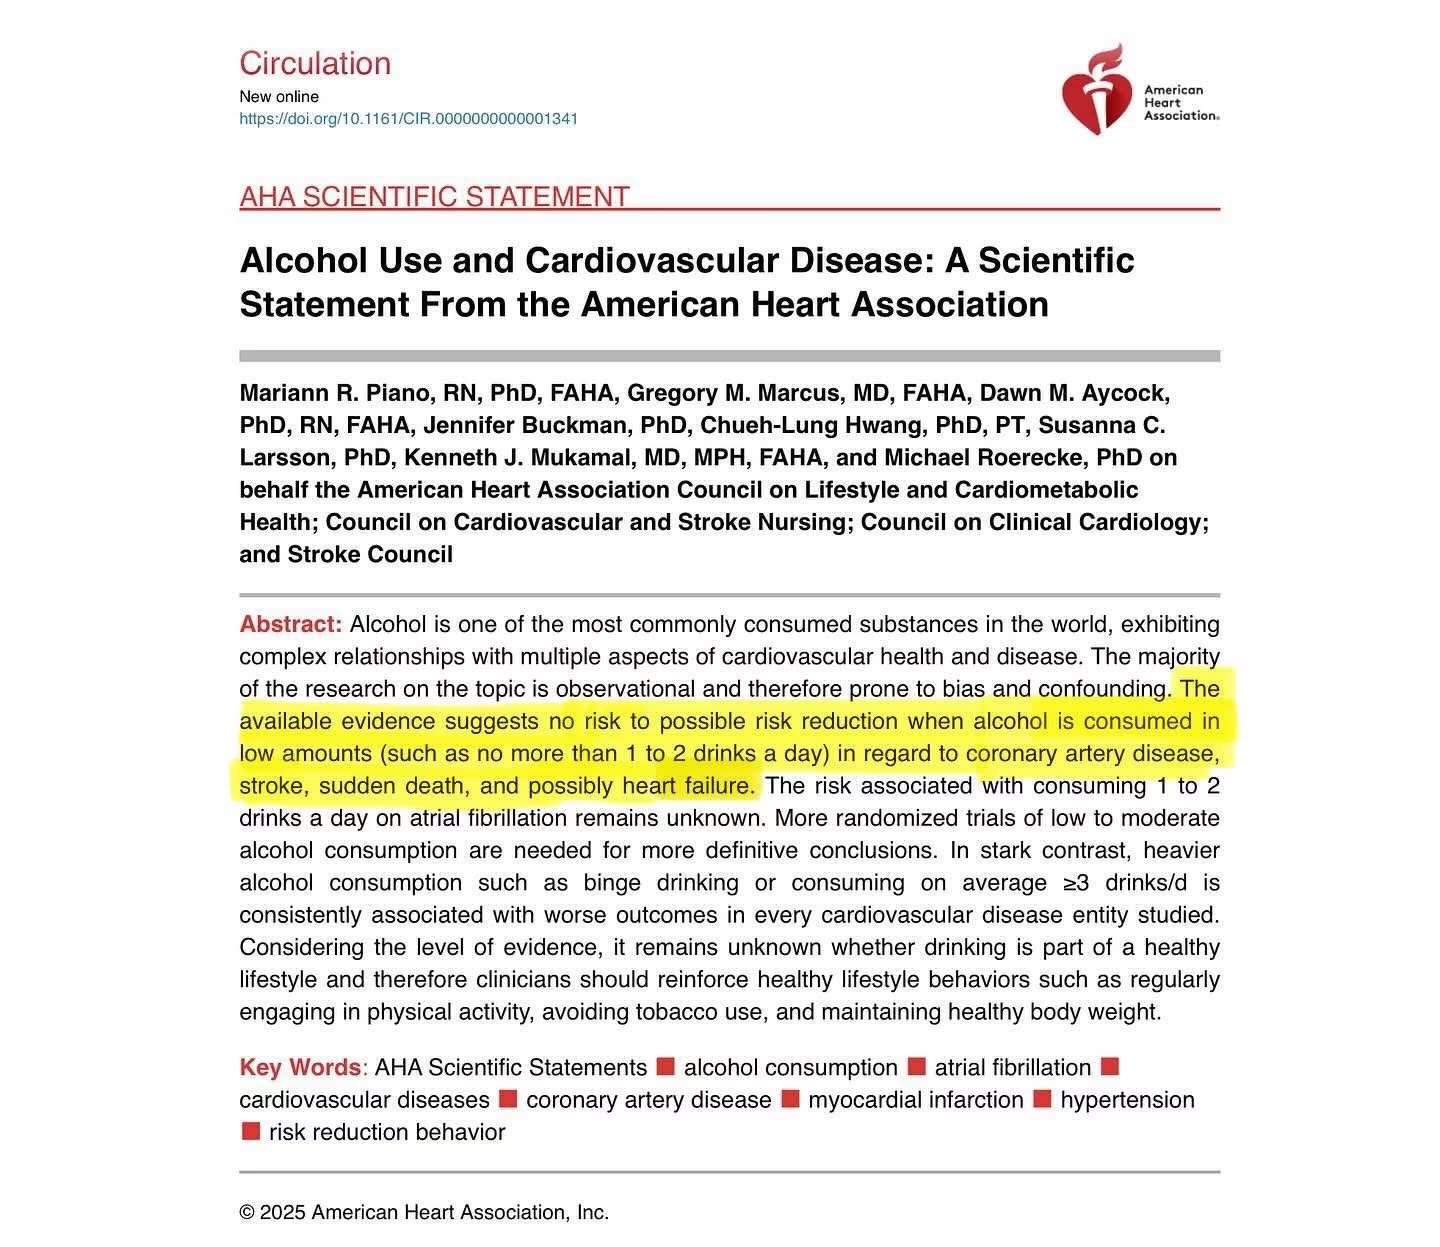 Circulation
New online
https://doi.org/10.1161/CIR.0000000000001341
American
Heart
Association®
AHA SCIENTIFIC STATEMENT
Alcohol Use and Cardiovascular Disease: A Scientific
Statement From the American Heart Association
Mariann R. Piano, RN, PhD, FAHA, Gregory M. Marcus, MD, FAHA, Dawn M. Aycock,
PhD, RN, FAHA, Jennifer Buckman, PhD, Chueh-Lung Hwang, PhD, PT, Susanna C.
Larsson, PhD, Kenneth J. Mukamal, MD, MPH, FAHA, and Michael Roerecke, PhD on
behalf the American Heart Association Council on Lifestyle and Cardiometabolic
Health; Council on Cardiovascular and Stroke Nursing; Council on Clinical Cardiology;
and Stroke Council
Abstract: Alcohol is one of the most commonly consumed substances in the world, exhibiting
complex relationships with multiple aspects of cardiovascular health and disease. The majority
of the research on the topic is observational and therefore prone to bias and confounding. The
available evidence suggests no risk to possible risk reduction when alcohol is consumed in
low amounts (such as no more than 1 to 2 drinks a day) in regard to coronary artery disease,
stroke, sudden death, and possibly heart failure. The risk associated with consuming 1 to 2
drinks a day on atrial fibrillation remains unknown. More randomized trials of low to moderate
alcohol consumption are needed for more definitive conclusions. In stark contrast, heavier
alcohol consumption such as binge drinking or consuming on average ≥3 drinks/d is
consistently associated with worse outcomes in every cardiovascular disease entity studied.
Considering the level of evidence, it remains unknown whether drinking is part of a healthy
lifestyle and therefore clinicians should reinforce healthy lifestyle behaviors such as regularly
engaging in physical activity, avoiding tobacco use, and maintaining healthy body weight.
Key Words: AHA Scientific Statements ■ alcohol consumption ■ atrial fibrillation ■
cardiovascular diseases ■ coronary artery disease ■ myocardial infarction ■ hypertension
■ risk reduction behavior
© 2025 American Heart Association, Inc.